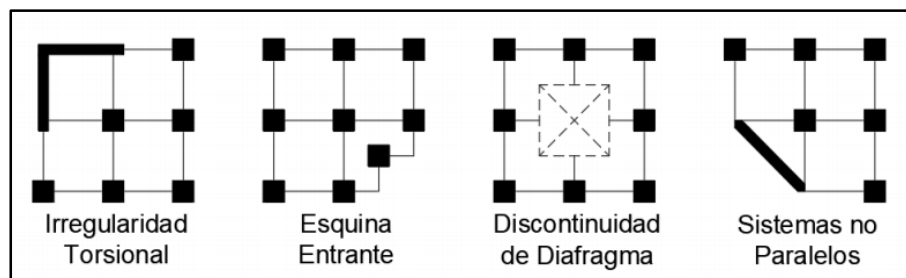 Irregularidad
Torsional
Esquina
Entrante
Discontinuidad
de Diafragma
Sistemas no
Paralelos